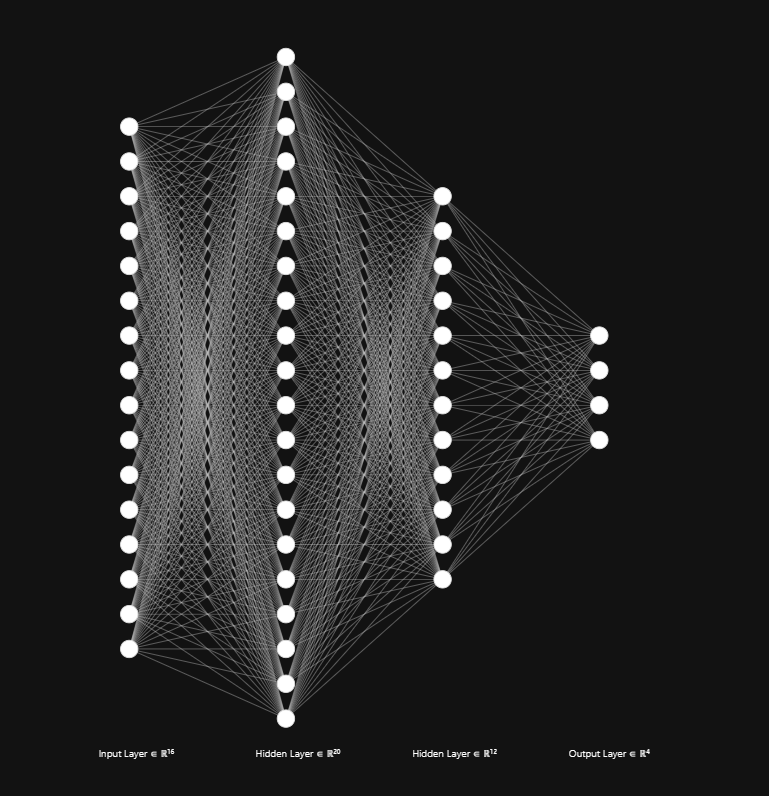 Input Layer ∈ ℝ¹⁶
Hidden Layer ∈ ℝ²⁰
Hidden Layer ∈ ℝ¹²
Output Layer ∈ ℝ⁴